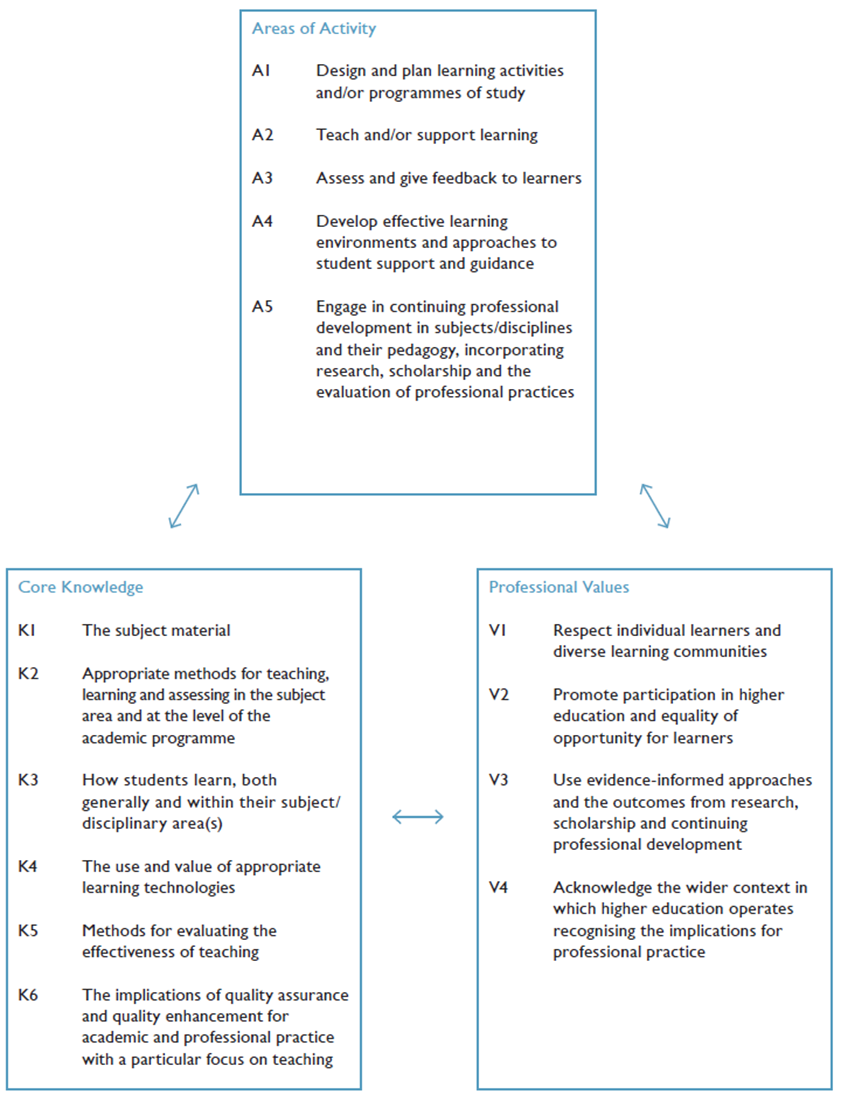 Areas of Activity
A1 Design and plan learning activities
and/or programmes of study
A2 Teach and/or support learning
A3 Assess and give feedback to learners
A4 Develop effective learning
environments and approaches to
student support and guidance
A5 Engage in continuing professional
development in subjects/disciplines
and their pedagogy, incorporating
research, scholarship and the
evaluation of professional practices
Core Knowledge
K1 The subject material
K2 Appropriate methods for teaching,
learning and assessing in the subject
area and at the level of the
academic programme
K3 How students learn, both
generally and within their subject/
disciplinary area(s)
K4 The use and value of appropriate
learning technologies
K5 Methods for evaluating the
effectiveness of teaching
K6 The implications of quality assurance
and quality enhancement for
academic and professional practice
with a particular focus on teaching
Professional Values
V1 Respect individual learners and
diverse learning communities
V2 Promote participation in higher
education and equality of
opportunity for learners
V3 Use evidence-informed approaches
and the outcomes from research,
scholarship and continuing
professional development
V4 Acknowledge the wider context in
which higher education operates
recognising the implications for
professional practice